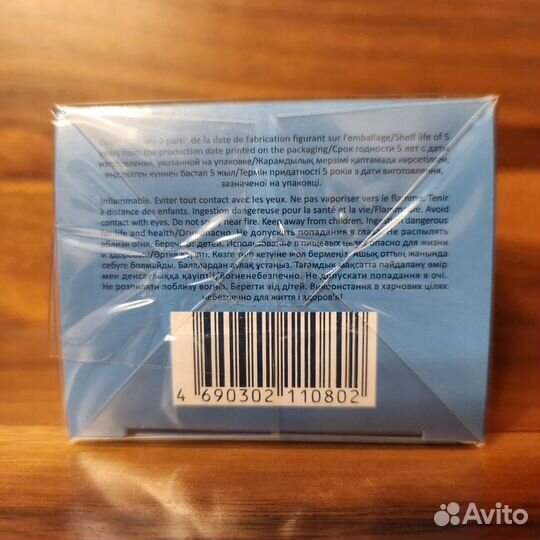 à partir de la date de fabrication figurant sur l'emballage/Shelf life of 5
years from the production date printed on the packaging/Срок годности 5 лет с даты
изготовления, указанной на упаковке/Жарамдылық мерзімі қаптамада көрсетілген,
өндірілген күннен бастап 5 жыл/Термін придатності 5 років з дати виготовлення,
зазначеної на упаковці.
Inflammable. Eviter tout contact avec les yeux. Ne pas vaporiser vers le flamme. Tenir
à distance des enfants. Ingestion dangereuse pour la santé et la vie/Flammable. Avoid
contact with eyes. Do not spray near fire. Keep away from children. Ingestion dangerous
for life and health/Огнеопасно. Не допускать попадания в глаза. Не распылять
вблизи огня. Беречь от детей. Использование в пищевых целях опасно для жизни
и здоровья/Өртке қауіпті. Көзге тиіп кетуіне жол бермеңіз. Ашық оттың жанында
себуге болмайды. Балалардан аулақ ұстаңыз. Тағамдық мақсатта пайдалану өмір
мен денсаулыққа қауіпті/Вогненебезпечно. Не допускати попадання в очі.
Не розпиляти поблизу вогню. Берегти від дітей. Використання в харчових цілях
небезпечно для життя і здоров'я!
4 690302 110802
Avito